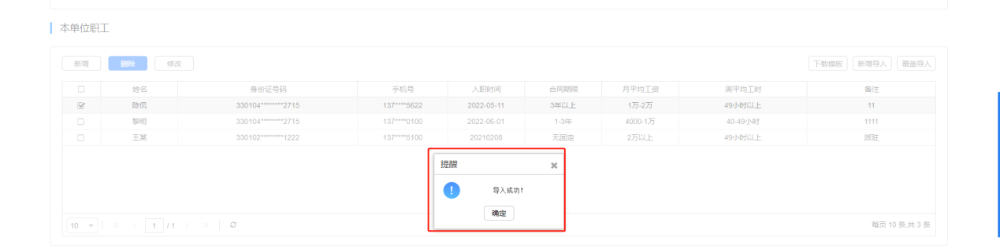 本单位职工
新增 删除 修改 下载模板 新增导入 覆盖导入
姓名 身份证号码 手机号 入职时间 合同期限 月平均工资 周平均工时 备注
陈侃 330104********2715 137****5622 2022-05-11 3年以上 1万-2万 49小时以上 11
黎明 330104********2715 137****0100 2022-06-01 1-3年 4000-1万 40-49小时 1111
王某 330102********1222 137****5100 20210208 无固定 2万以上 49小时以上 派驻
提醒
导入成功!
确定
10 1 /1 每页 10 条,共 3 条